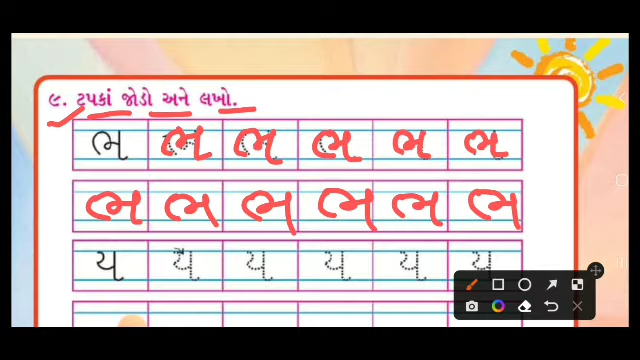 ૯. ટપકાં જોડો અને લખો.
ભ ભ ભ ભ ભ ભ
ભ ભ ભ ભ ભ ભ
ય ય ય ય ય ય